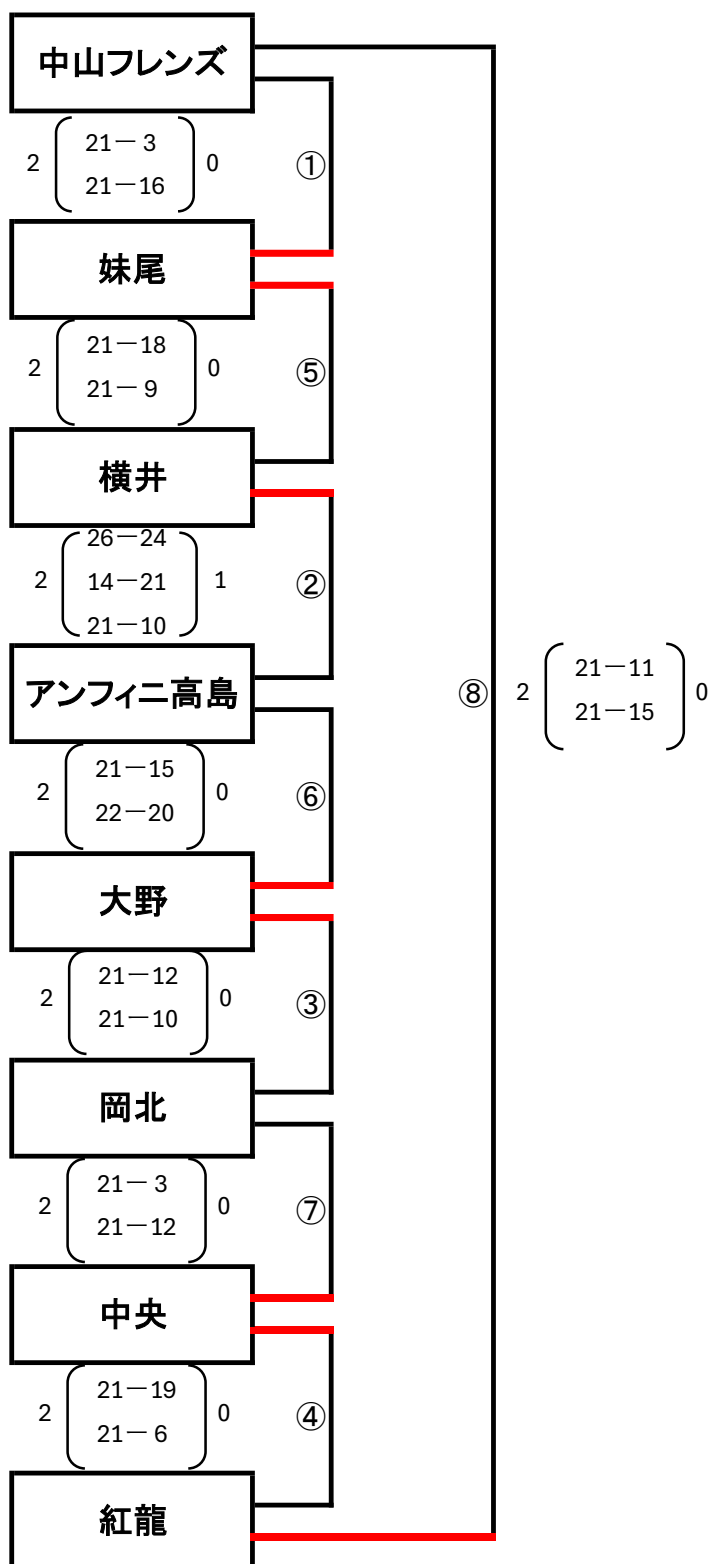 中山フレンズ
2 21－3 0 ①
21－16
妹尾
2 21－18 0 ⑤
21－9
横井
26－24
2 14－21 1 ②
21－10
アンフィニ高島
⑧ 2 21－11 0
21－15
2 21－15 0 ⑥
22－20
大野
2 21－12 0 ③
21－10
岡北
2 21－3 0 ⑦
21－12
中央
2 21－19 0 ④
21－6
紅龍